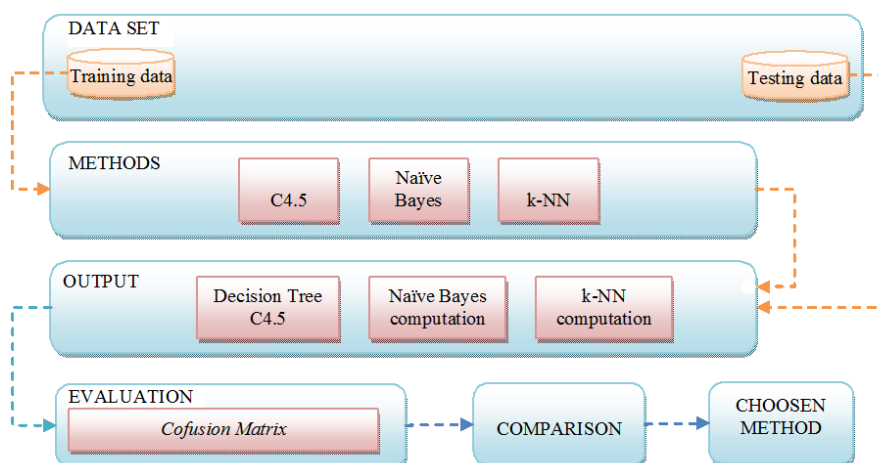 DATA SET
Training data
Testing data
METHODS
C4.5
Naïve
Bayes
k-NN
OUTPUT
Decision Tree
C4.5
Naïve Bayes
computation
k-NN
computation
EVALUATION
Cofusion Matrix
COMPARISON
CHOOSEN
METHOD